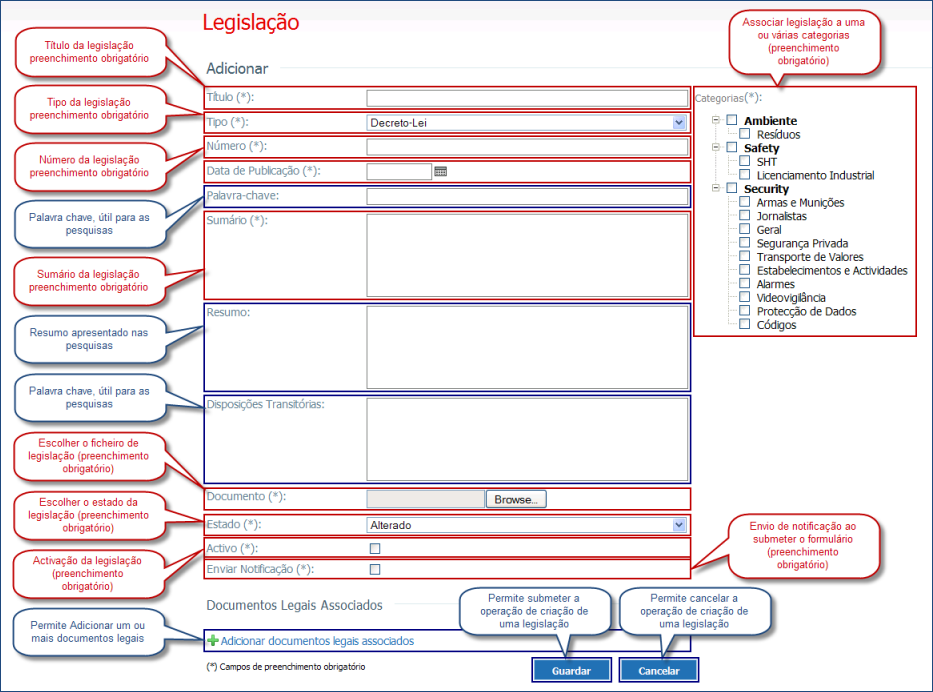 Legislação
Adicionar
Título da legislação
preenchimento obrigatório
Tipo da legislação
preenchimento obrigatório
Número da legislação
preenchimento obrigatório
Palavra chave, útil para as
pesquisas
Sumário da legislação
preenchimento obrigatório
Resumo apresentado nas
pesquisas
Palavra chave, útil para as
pesquisas
Escolher o ficheiro de
legislação (preenchimento
obrigatório)
Escolher o estado da
legislação (preenchimento
obrigatório)
Activação da legislação
(preenchimento
obrigatório)
Permite Adicionar um ou
mais documentos legais
Título (*):
Tipo (*):
Decreto-Lei
Número (*):
Data de Publicação (*):
Palavra-chave:
Sumário (*):
Resumo:
Disposições Transitórias:
Documento (*):
Browse...
Estado (*):
Alterado
Activo (*):
Enviar Notificação (*):
Documentos Legais Associados
Adicionar documentos legais associados
(*) Campos de preenchimento obrigatório
Permite submeter a
operação de criação de
uma legislação
Permite cancelar a
operação de criação de
uma legislação
Guardar
Cancelar
Associar legislação a uma
ou várias categorias
(preenchimento
obrigatório)
Categorias(*):
Ambiente
Resíduos
Safety
SHT
Licenciamento Industrial
Security
Armas e Munições
Jornalistas
Geral
Segurança Privada
Transporte de Valores
Estabelecimentos e Actividades
Alarmes
Videovigilância
Protecção de Dados
Códigos
Envio de notificação ao
submeter o formulário
(preenchimento
obrigatório)